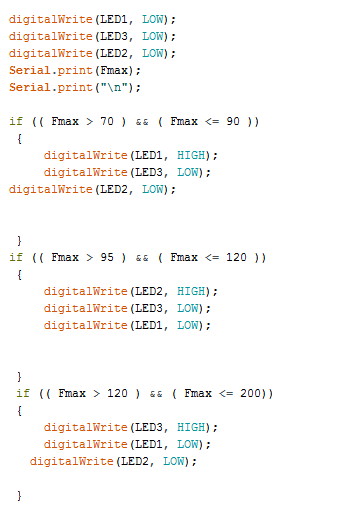 digitalWrite(LED1, LOW);
digitalWrite(LED3, LOW);
digitalWrite(LED2, LOW);
Serial.print(Fmax);
Serial.print("\n");
if (( Fmax > 70 ) && ( Fmax <= 90 ))
{
digitalWrite(LED1, HIGH);
digitalWrite(LED3, LOW);
digitalWrite(LED2, LOW);
}
if (( Fmax > 95 ) && ( Fmax <= 120 ))
{
digitalWrite(LED2, HIGH);
digitalWrite(LED3, LOW);
digitalWrite(LED1, LOW);
}
if (( Fmax > 120 ) && ( Fmax <= 200))
{
digitalWrite(LED3, HIGH);
digitalWrite(LED1, LOW);
digitalWrite(LED2, LOW);
}